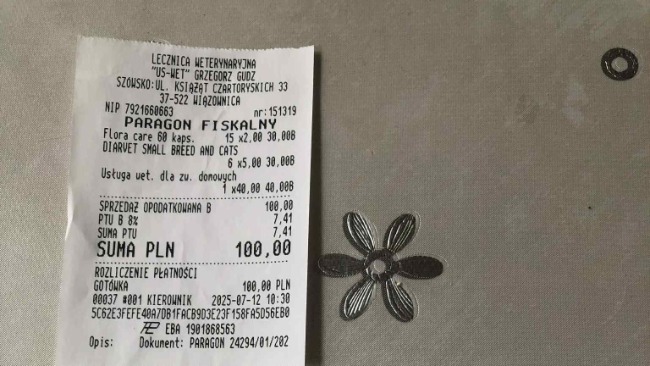 LECZNICA WETERYNARYJNA
"US-WET" GRZEGORZ GUDZ
SZÓWSKO:UL. KSIĄŻĄT CZARTORYSKICH 33
37-522 WIĄZOWNICA
NIP 7921660663 nr:151319
PARAGON FISKALNY
Flora care 60 kaps. 15 x2,00 30,00B
DIARVET SMALL BREED AND CATS
6 x5,00 30,00B
Usługa wet. dla zw. domowych
1 x40,00 40,00B
SPRZEDAŻ OPODATKOWANA B 100,00
PTU B 8% 7,41
SUMA PTU 7,41
SUMA PLN 100,00
ROZLICZENIE PŁATNOŚCI
GOTÓWKA 100,00 PLN
00037 #001 KIEROWNIK 2025-07-12 10:30
5C62E3FEFE40A7DB1FACB9D3E23F158FA5D56EB0
EBA 1901868563
Opis: Dokument: PARAGON 24294/01/202